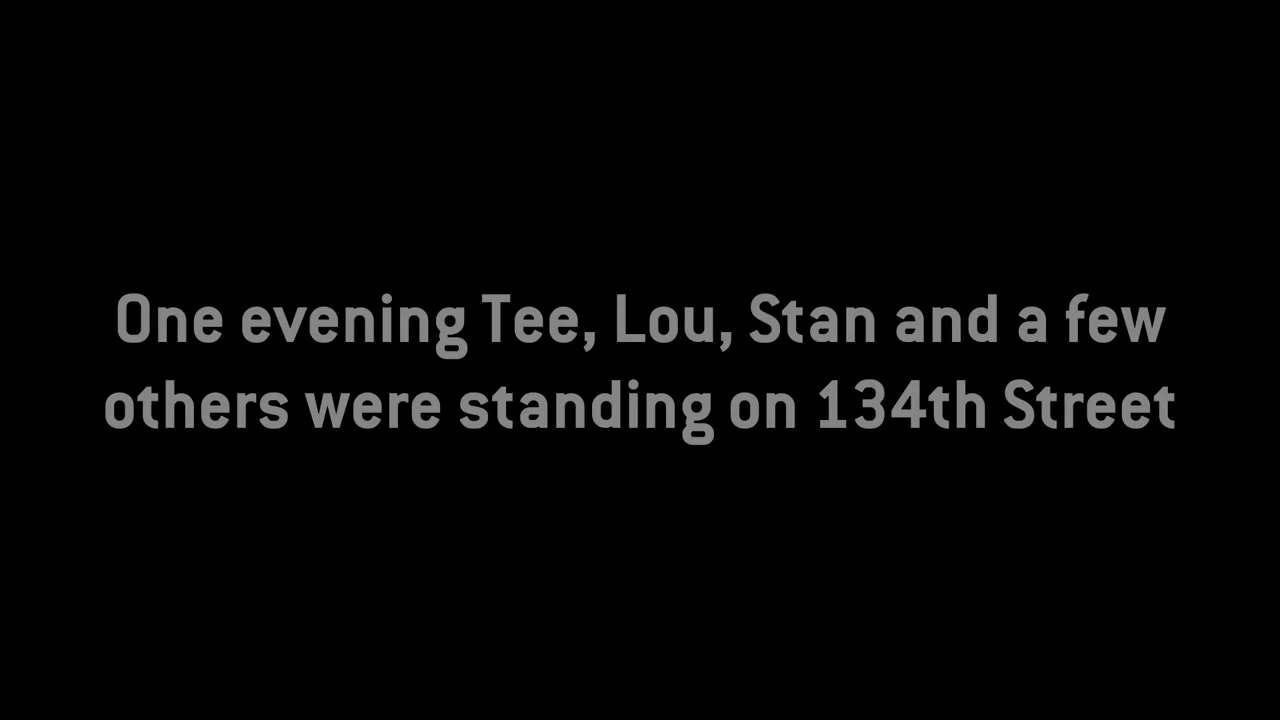 One evening Tee, Lou, Stan and a few
others were standing on 134th Street